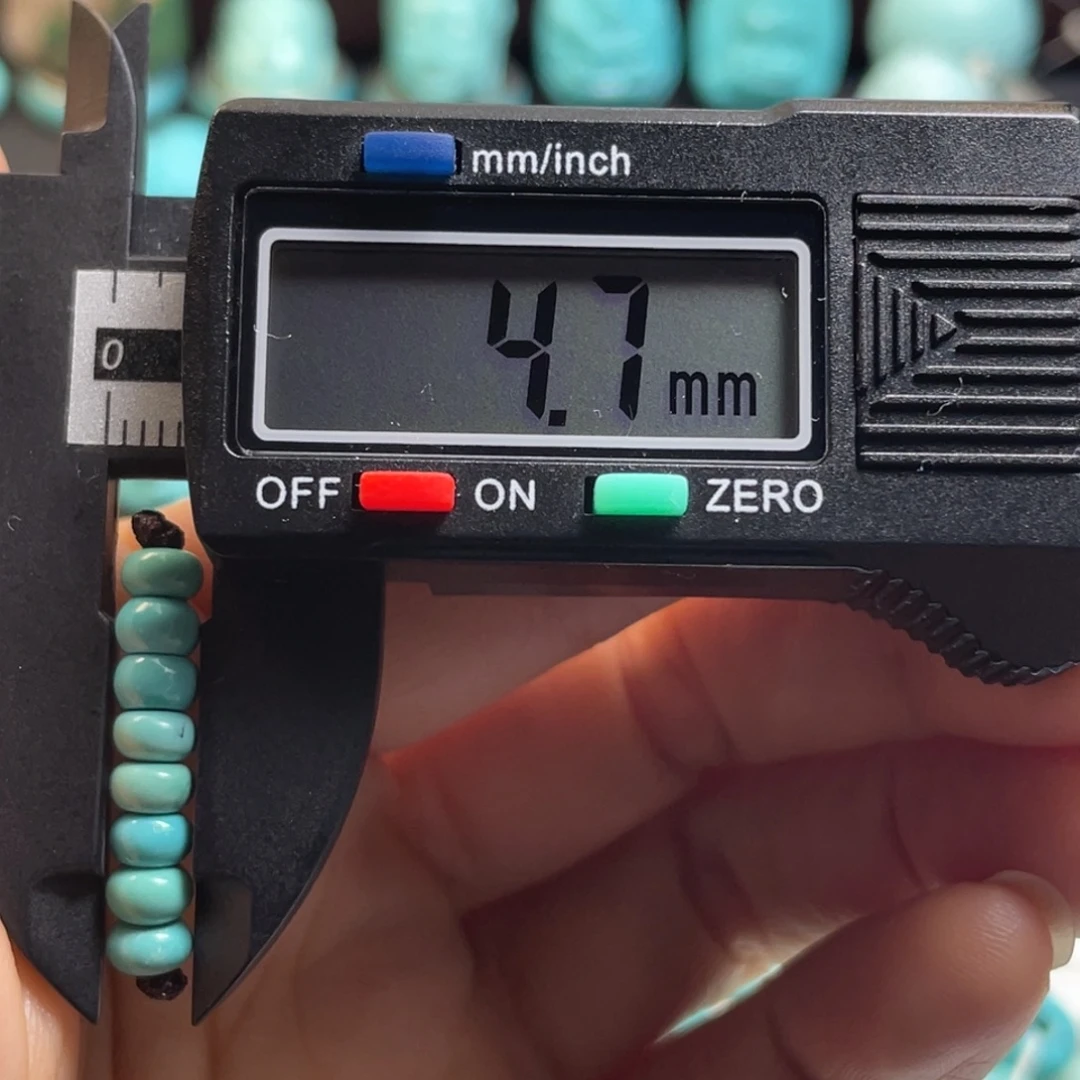 mm/inch
4.7 mm
0
OFF ON ZERO